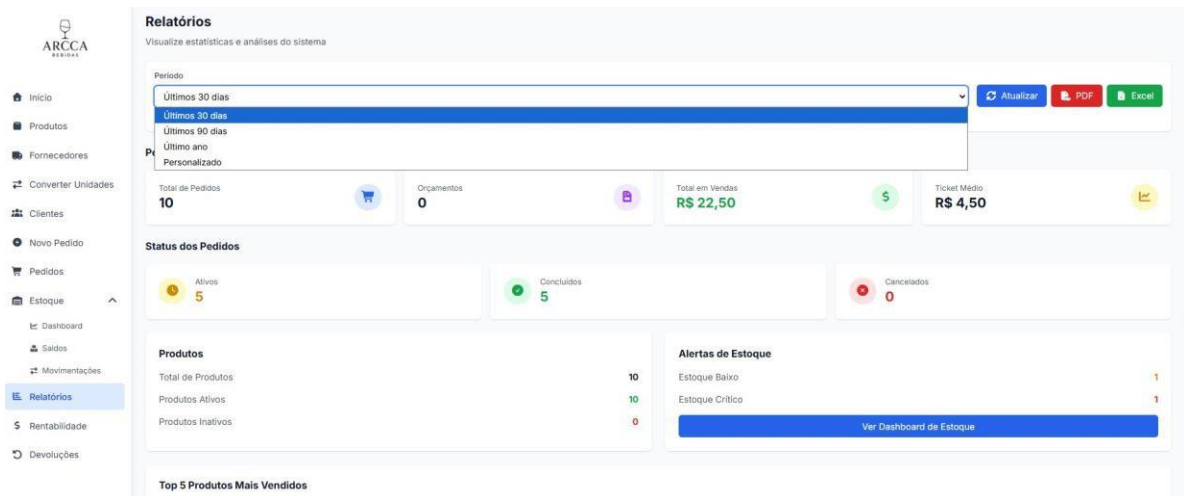 ARCCA
BEBIDAS
Início
Produtos
Fornecedores
Converter Unidades
Clientes
Novo Pedido
Pedidos
Estoque
Dashboard
Saldos
Movimentações
Relatórios
Rentabilidade
Devoluções
Relatórios
Visualize estatísticas e análises do sistema
Período
Últimos 30 dias
Atualizar
PDF
Excel
Últimos 30 dias
Últimos 90 dias
Último ano
Personalizado
Total de Pedidos
10
Orçamentos
0
Total em Vendas
R$ 22,50
Ticket Médio
R$ 4,50
Status dos Pedidos
Ativos
5
Concluídos
5
Cancelados
0
Produtos
Total de Produtos 10
Produtos Ativos 10
Produtos Inativos 0
Alertas de Estoque
Estoque Baixo 1
Estoque Crítico 1
Ver Dashboard de Estoque
Top 5 Produtos Mais Vendidos